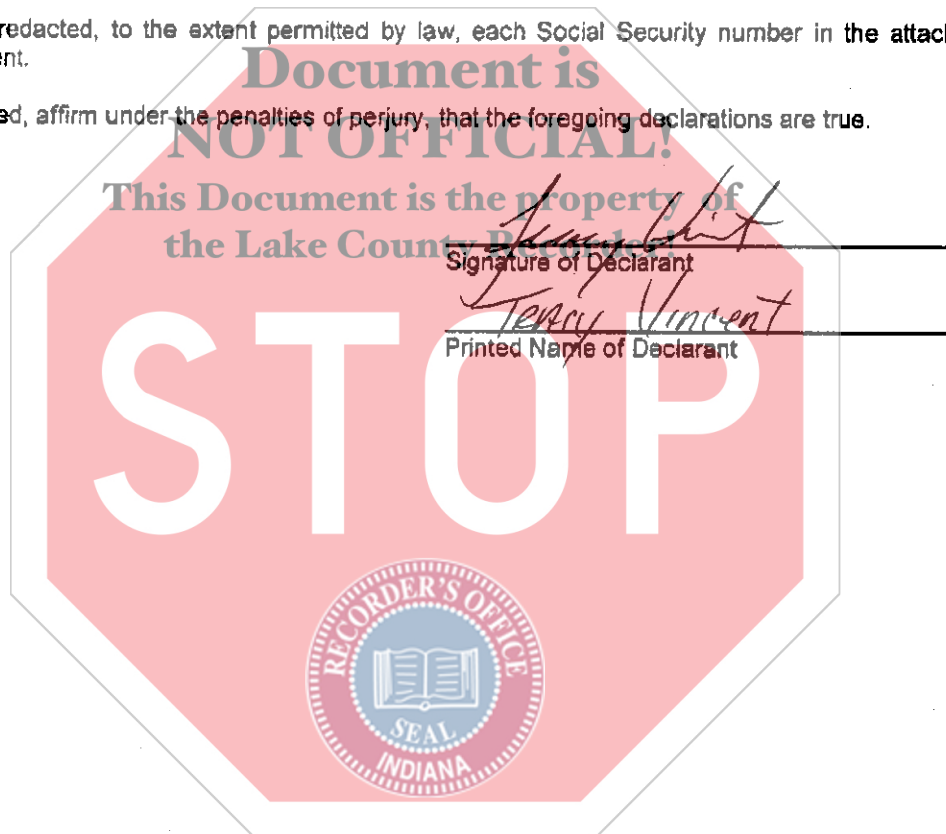 redacted, to the extent permitted by law, each Social Security number in the attac
ent.
Document is
ed, affirm under the penalties of perjury, that the foregoing declarations are true.
NOT OFFICIAL!
This Document is the property of
the Lake County Recorder!
Signature of Declarant
Terry Vincent
Printed Name of Declarant
STOP
RECORDER'S OFFICE
SEAL
INDIANA